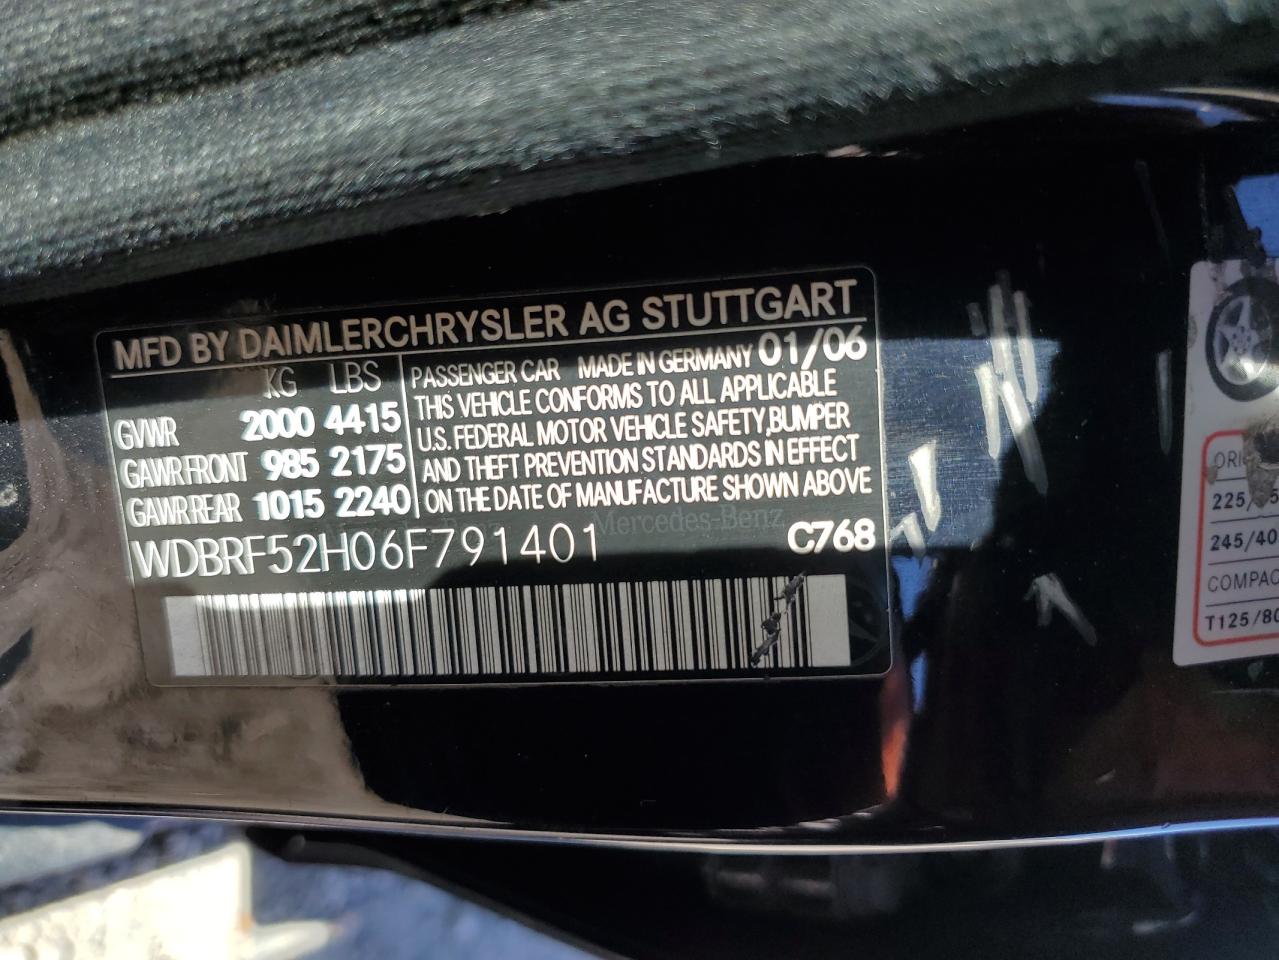 MFD BY DAIMLERCHRYSLER AG STUTTGART
KG LBS
GVWR 2000 4415
GAWR FRONT 985 2175
GAWR REAR 1015 2240
PASSENGER CAR MADE IN GERMANY 01/06
THIS VEHICLE CONFORMS TO ALL APPLICABLE
U.S. FEDERAL MOTOR VEHICLE SAFETY, BUMPER
AND THEFT PREVENTION STANDARDS IN EFFECT
ON THE DATE OF MANUFACTURE SHOWN ABOVE
Mercedes-Benz Mercedes-Benz
WDBRF52H06F791401 C768
245/40
T125/80